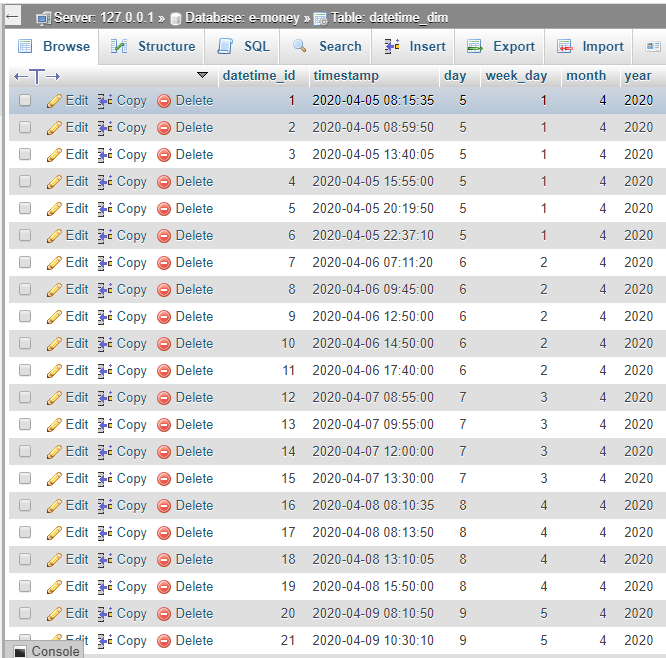 Server: 127.0.0.1 » Database: e-money » Table: datetime_dim
Browse Structure SQL Search Insert Export Import
datetime_id timestamp day week_day month year
Edit Copy Delete 1 2020-04-05 08:15:35 5 1 4 2020
Edit Copy Delete 2 2020-04-05 08:59:50 5 1 4 2020
Edit Copy Delete 3 2020-04-05 13:40:05 5 1 4 2020
Edit Copy Delete 4 2020-04-05 15:55:00 5 1 4 2020
Edit Copy Delete 5 2020-04-05 20:19:50 5 1 4 2020
Edit Copy Delete 6 2020-04-05 22:37:10 5 1 4 2020
Edit Copy Delete 7 2020-04-06 07:11:20 6 2 4 2020
Edit Copy Delete 8 2020-04-06 09:45:00 6 2 4 2020
Edit Copy Delete 9 2020-04-06 12:50:00 6 2 4 2020
Edit Copy Delete 10 2020-04-06 14:50:00 6 2 4 2020
Edit Copy Delete 11 2020-04-06 17:40:00 6 2 4 2020
Edit Copy Delete 12 2020-04-07 08:55:00 7 3 4 2020
Edit Copy Delete 13 2020-04-07 09:55:00 7 3 4 2020
Edit Copy Delete 14 2020-04-07 12:00:00 7 3 4 2020
Edit Copy Delete 15 2020-04-07 13:30:00 7 3 4 2020
Edit Copy Delete 16 2020-04-08 08:10:35 8 4 4 2020
Edit Copy Delete 17 2020-04-08 08:13:50 8 4 4 2020
Edit Copy Delete 18 2020-04-08 13:10:05 8 4 4 2020
Edit Copy Delete 19 2020-04-08 15:50:00 8 4 4 2020
Edit Copy Delete 20 2020-04-09 08:10:50 9 5 4 2020
Edit Copy Delete 21 2020-04-09 10:30:10 9 5 4 2020
Console